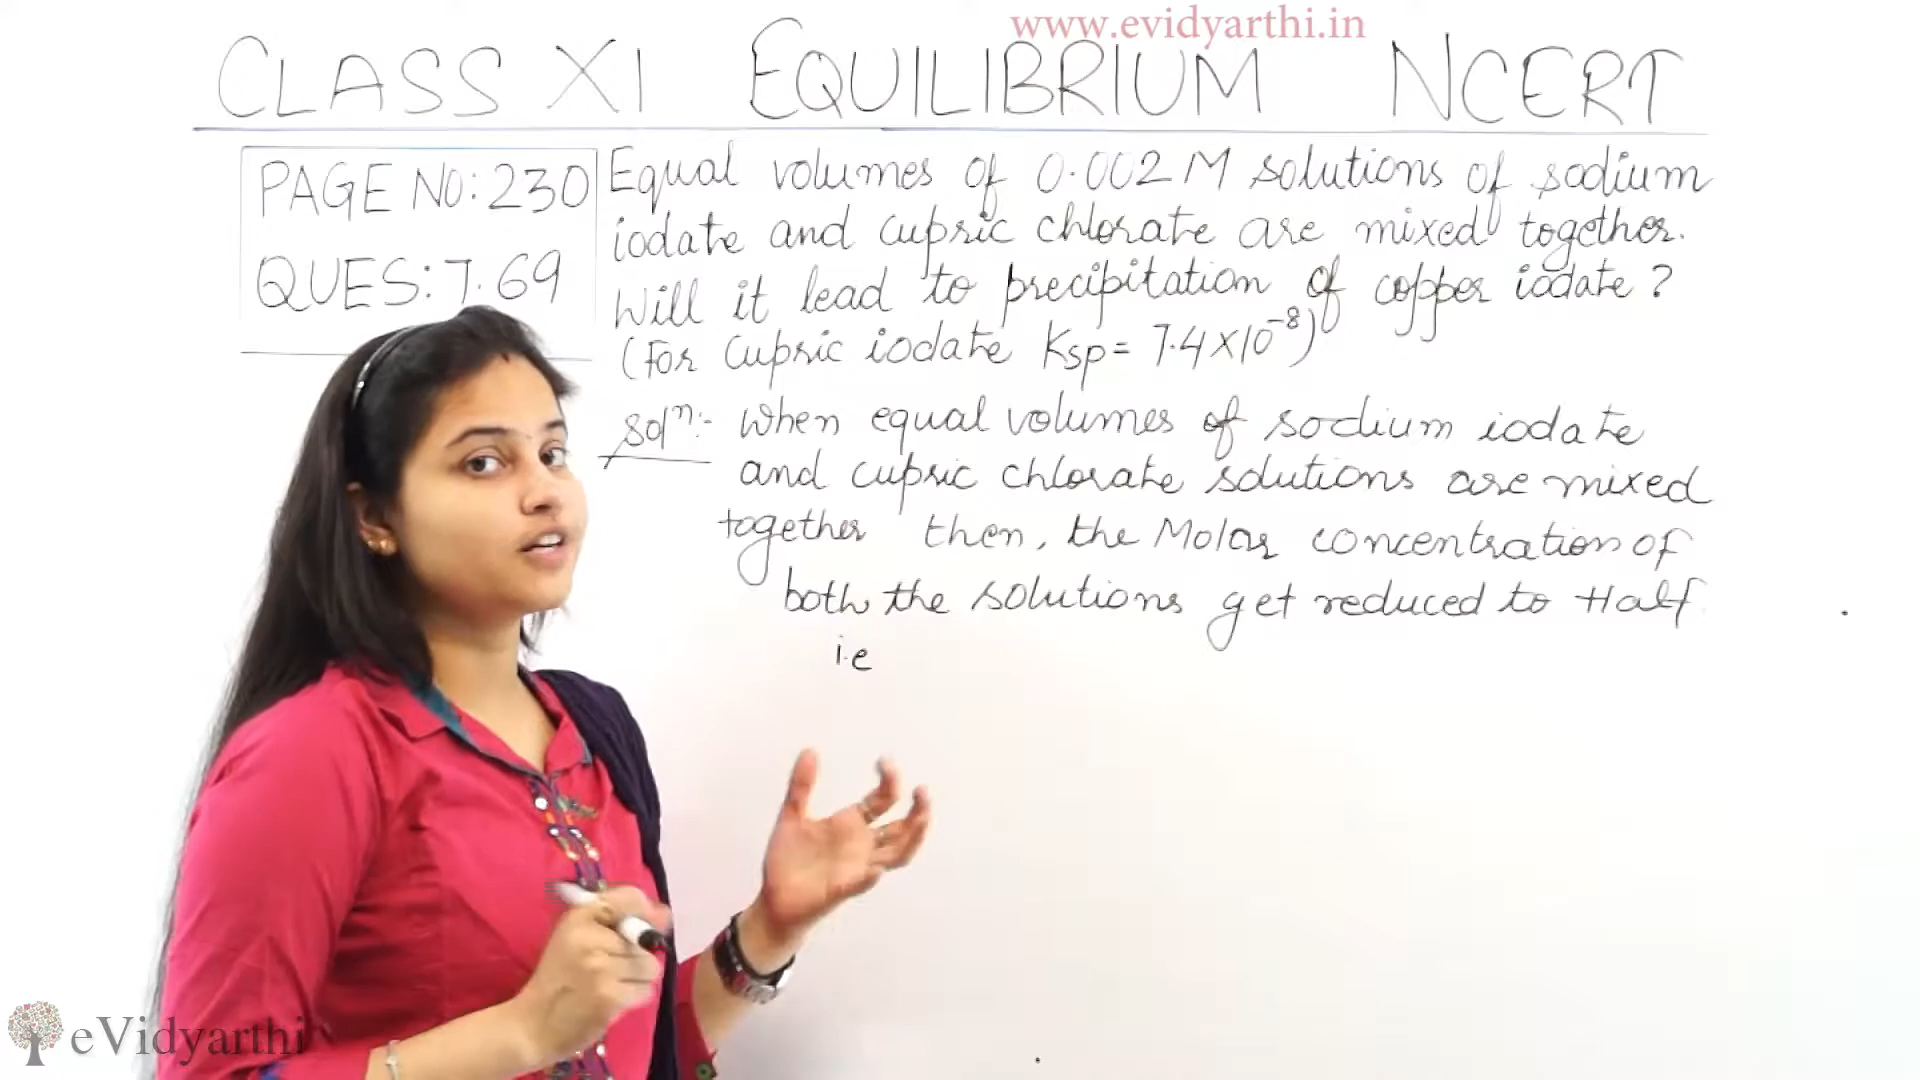 www.evidyarthi.in
CLASS XI EQUILIBRIUM NCERT
PAGE NO: 230
QUES: 7.69
Equal volumes of 0.002 M solutions of sodium
iodate and cupric chlorate are mixed together.
Will it lead to precipitation of copper iodate?
(For cupric iodate Ksp = 7.4 × 10⁻⁸)
Solⁿ:- When equal volumes of sodium iodate
and cupric chlorate solutions are mixed
together then, the Molar concentration of
both the solutions get reduced to Half
i.e
eVidyarthi